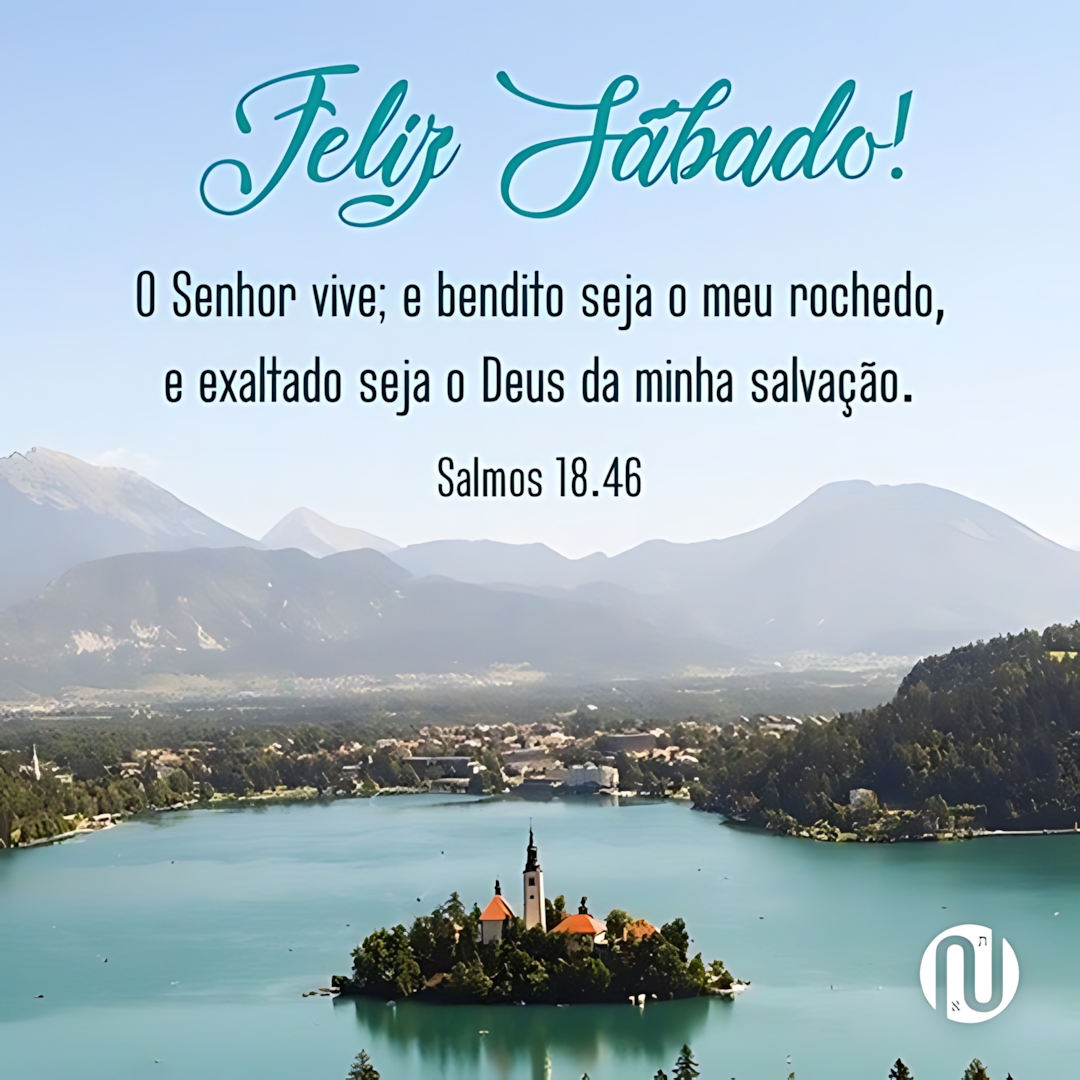 Feliz Sábado!
O Senhor vive; e bendito seja o meu rochedo,
e exaltado seja o Deus da minha salvação.
Salmos 18.46
ת
א